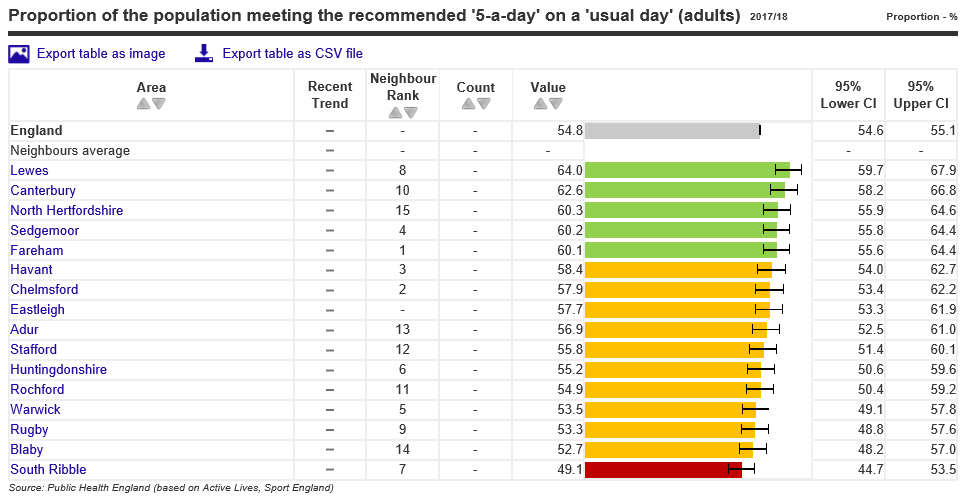 Proportion of the population meeting the recommended '5-a-day' on a 'usual day' (adults) 2017/18 Proportion - %
Export table as image Export table as CSV file
Area Recent Trend Neighbour Rank Count Value 95% Lower CI 95% Upper CI
England – - - 54.8 54.6 55.1
Neighbours average – - - - - -
Lewes – 8 - 64.0 59.7 67.9
Canterbury – 10 - 62.6 58.2 66.8
North Hertfordshire – 15 - 60.3 55.9 64.6
Sedgemoor – 4 - 60.2 55.8 64.4
Fareham – 1 - 60.1 55.6 64.4
Havant – 3 - 58.4 54.0 62.7
Chelmsford – 2 - 57.9 53.4 62.2
Eastleigh – - - 57.7 53.3 61.9
Adur – 13 - 56.9 52.5 61.0
Stafford – 12 - 55.8 51.4 60.1
Huntingdonshire – 6 - 55.2 50.6 59.6
Rochford – 11 - 54.9 50.4 59.2
Warwick – 5 - 53.5 49.1 57.8
Rugby – 9 - 53.3 48.8 57.6
Blaby – 14 - 52.7 48.2 57.0
South Ribble – 7 - 49.1 44.7 53.5
Source: Public Health England (based on Active Lives, Sport England)